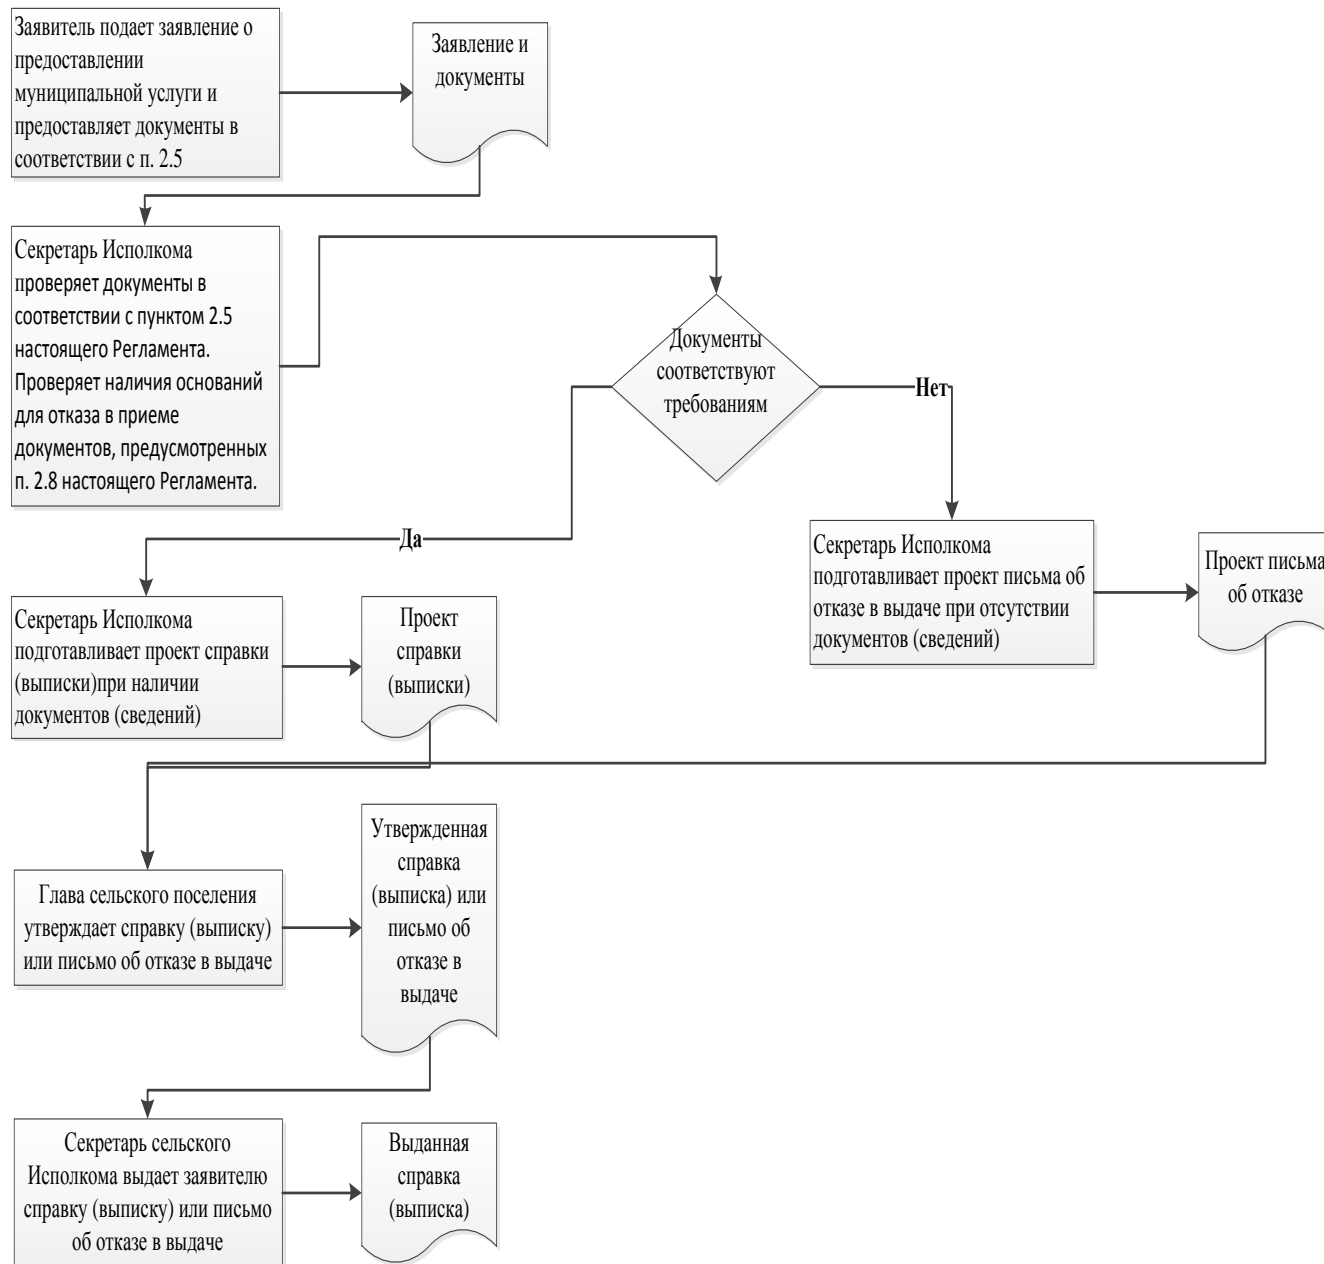 Заявитель подает заявление о
предоставлении
муниципальной услуги и
предоставляет документы в
соответствии с п. 2.5
Заявление и
документы
Секретарь Исполкома
проверяет документы в
соответствии с пунктом 2.5
настоящего Регламента.
Проверяет наличия оснований
для отказа в приеме
документов, предусмотренных
п. 2.8 настоящего Регламента.
Документы
соответствуют
требованиям
Нет
Да
Секретарь Исполкома
подготавливает проект письма об
отказе в выдаче при отсутствии
документов (сведений)
Проект письма
об отказе
Секретарь Исполкома
подготавливает проект справки
(выписки)при наличии
документов (сведений)
Проект
справки
(выписки)
Глава сельского поселения
утверждает справку (выписку)
или письмо об отказе в выдаче
Утвержденная
справка
(выписка) или
письмо об
отказе в
выдаче
Секретарь сельского
Исполкома выдает заявителю
справку (выписку) или письмо
об отказе в выдаче
Выданная
справка
(выписка)